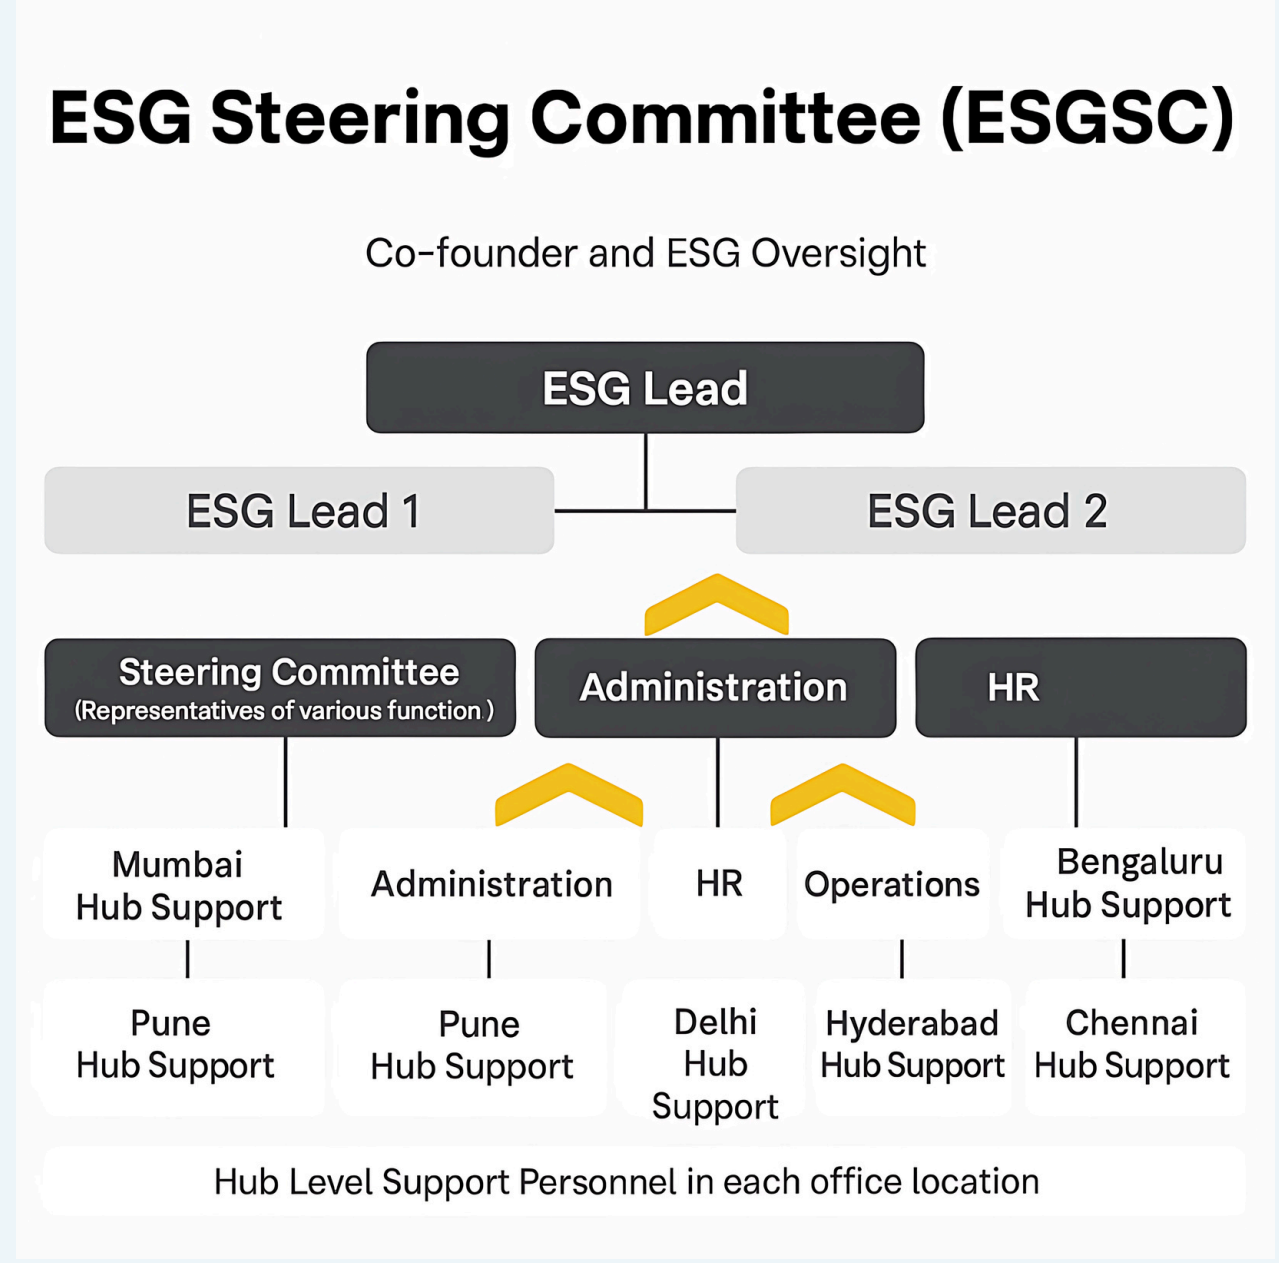 ESG Steering Committee (ESGSC)
Co-founder and ESG Oversight
ESG Lead
ESG Lead 1
ESG Lead 2
Steering Committee
(Representatives of various function.)
Administration
HR
Mumbai
Hub Support
Administration
HR
Operations
Bengaluru
Hub Support
Pune
Hub Support
Pune
Hub Support
Delhi
Hub
Support
Hyderabad
Hub Support
Chennai
Hub Support
Hub Level Support Personnel in each office location